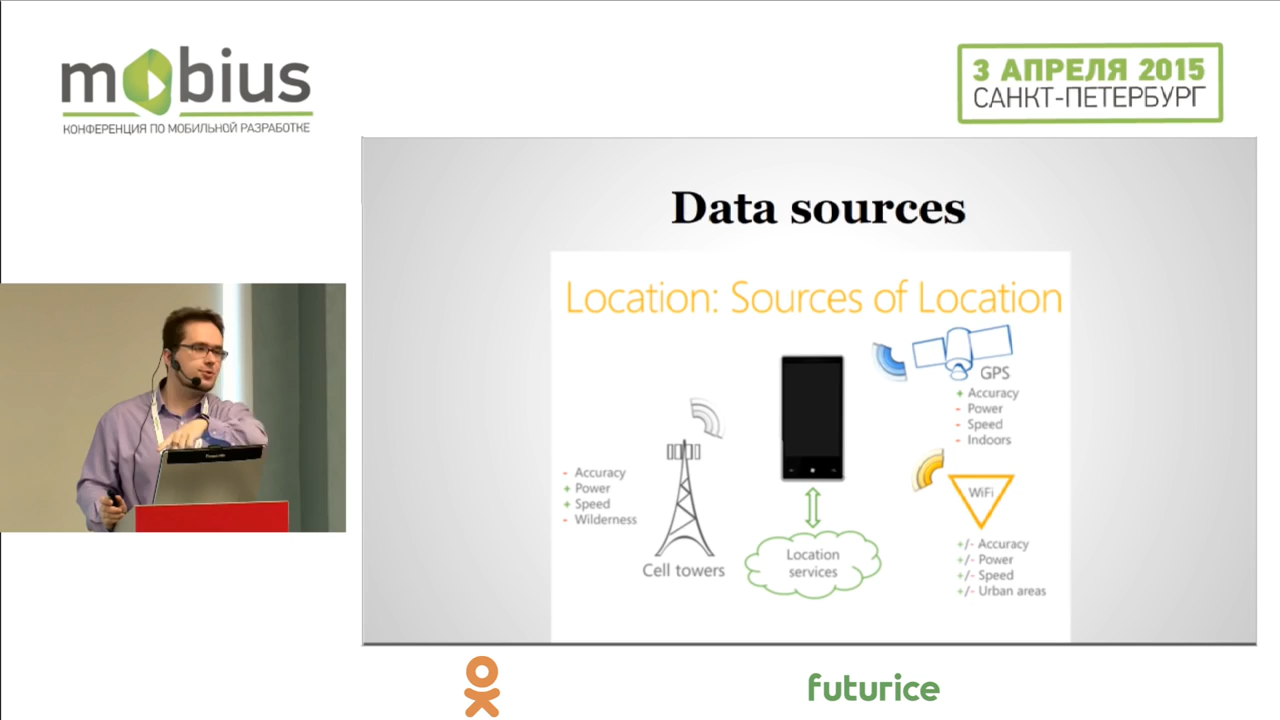 mobius
КОНФЕРЕНЦИЯ ПО МОБИЛЬНОЙ РАЗРАБОТКЕ
3 АПРЕЛЯ 2015
САНКТ-ПЕТЕРБУРГ
Data sources
Location: Sources of Location
GPS
+ Accuracy
- Power
- Speed
- Indoors
- Accuracy
+ Power
+ Speed
- Wilderness
Cell towers
Location
services
WiFi
+/- Accuracy
+/- Power
+/- Speed
+/- Urban areas
futurice